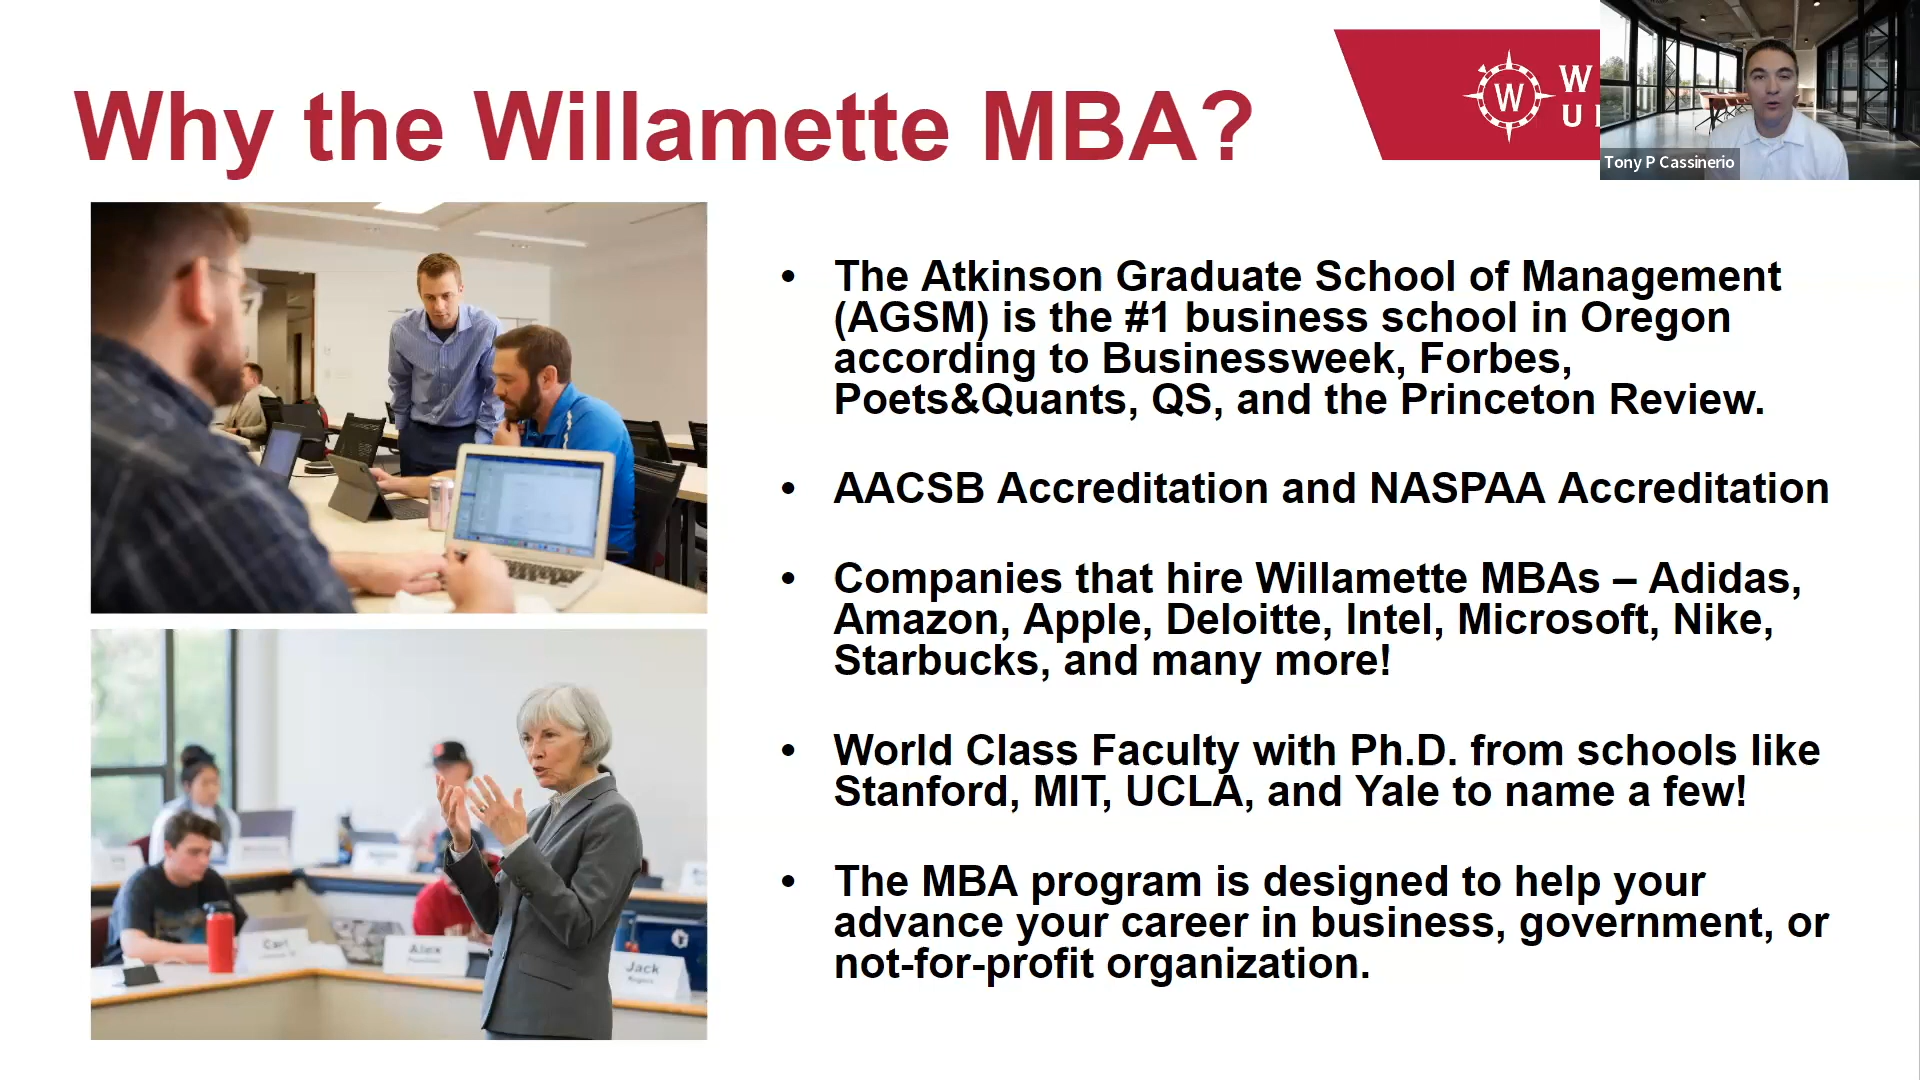 Why the Willamette MBA?
W
W
U
Tony P Cassinerio
• The Atkinson Graduate School of Management
(AGSM) is the #1 business school in Oregon
according to Businessweek, Forbes,
Poets&Quants, QS, and the Princeton Review.
• AACSB Accreditation and NASPAA Accreditation
• Companies that hire Willamette MBAs – Adidas,
Amazon, Apple, Deloitte, Intel, Microsoft, Nike,
Starbucks, and many more!
• World Class Faculty with Ph.D. from schools like
Stanford, MIT, UCLA, and Yale to name a few!
• The MBA program is designed to help your
advance your career in business, government, or
not-for-profit organization.
Carl
Alex
Jack
Rogers